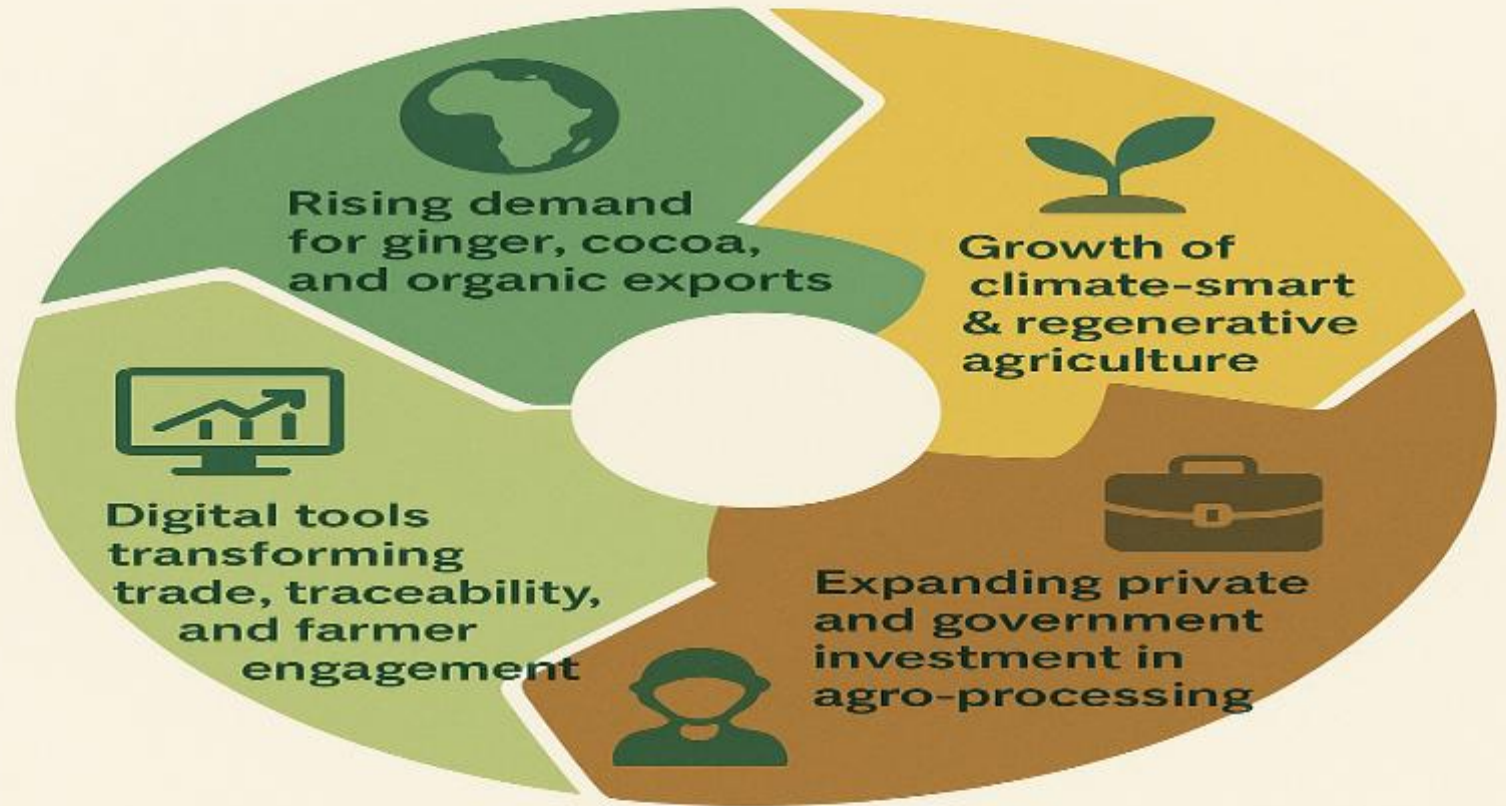 Rising demand
for ginger, cocoa,
and organic exports
Growth of
climate-smart
& regenerative
agriculture
Expanding private
and government
investment in
agro-processing
Digital tools
transforming
trade, traceability,
and farmer
engagement